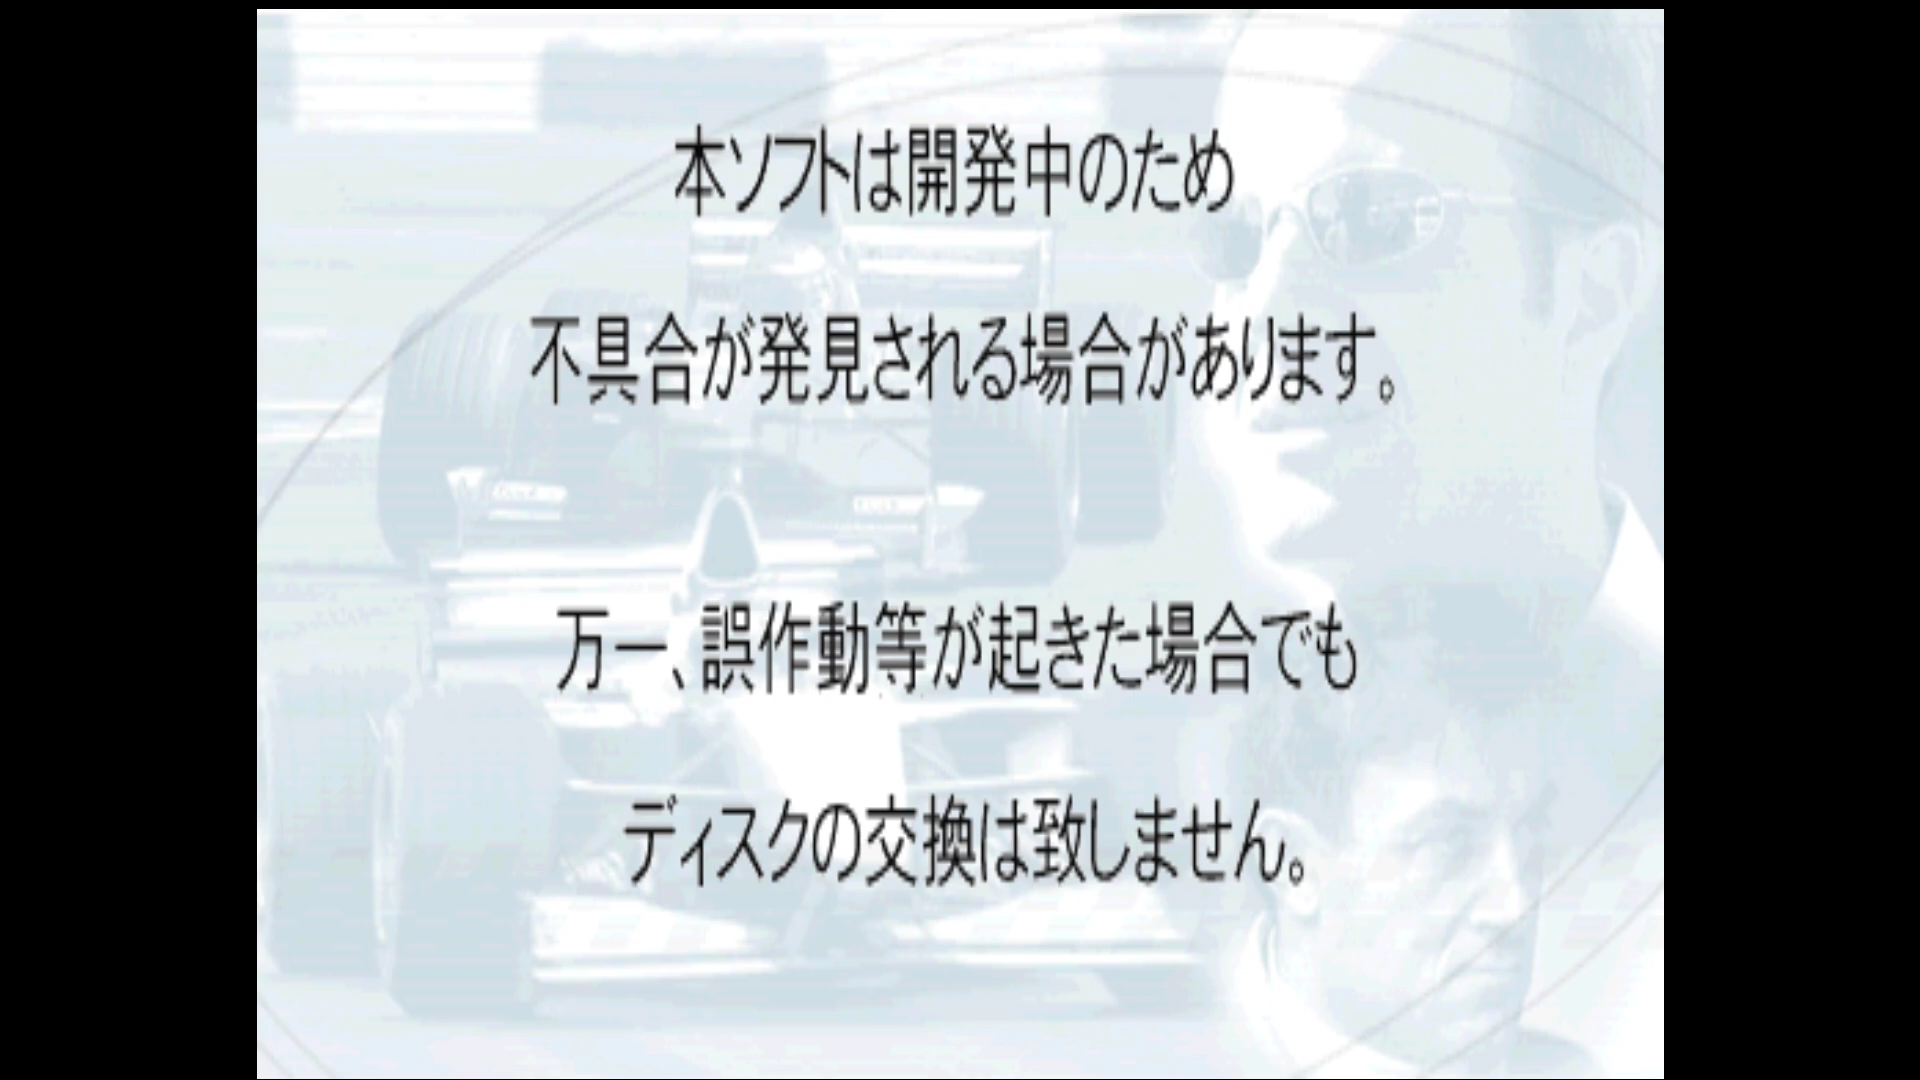 本ソフトは開発中のため
不具合が発見される場合があります。
万一、誤作動等が起きた場合でも
ディスクの交換は致しません。